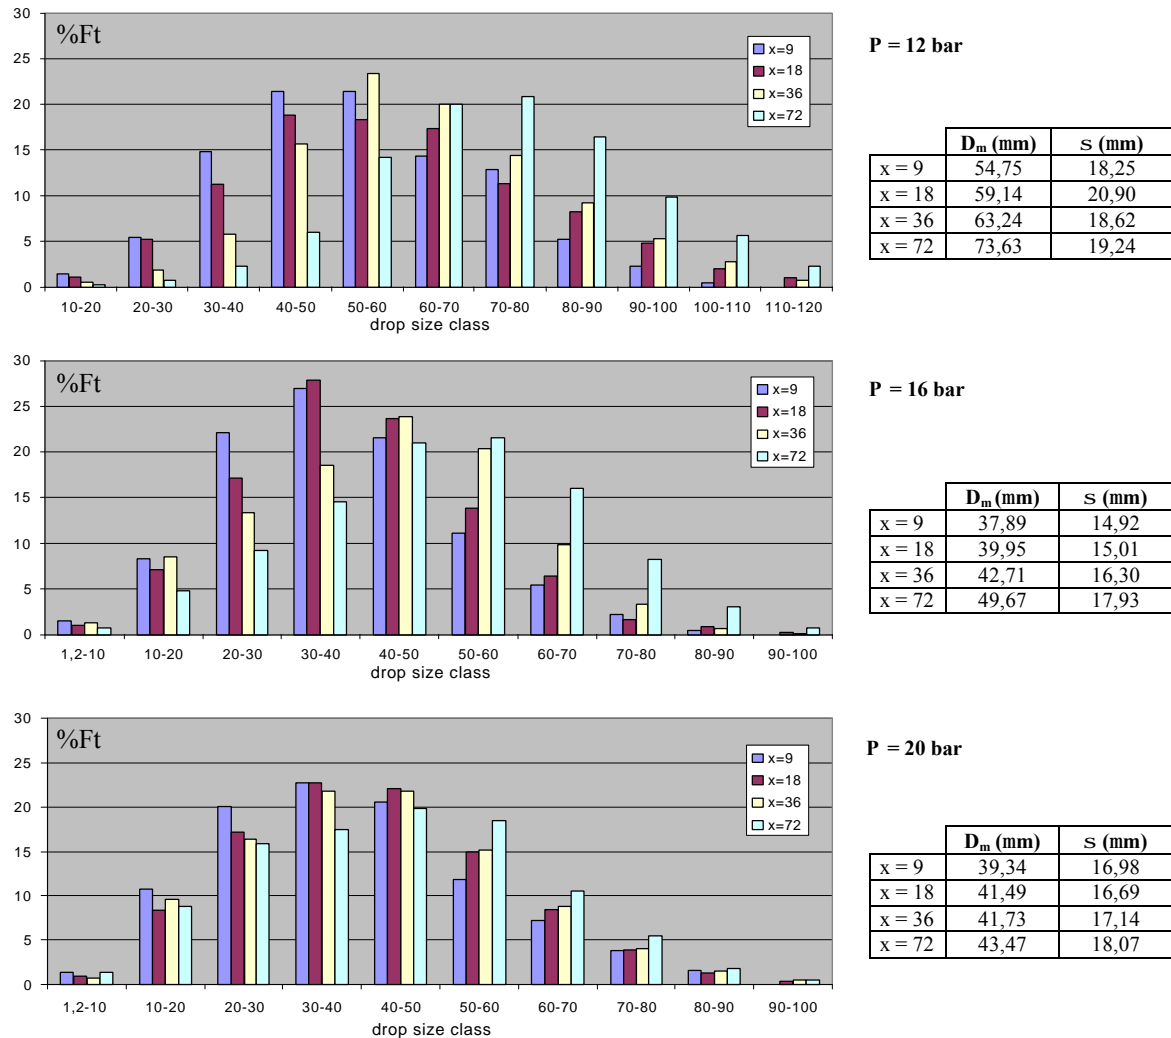 %Ft
30
25
20
15
10
5
0
x=9
x=18
x=36
x=72
10-20 20-30 30-40 40-50 50-60 60-70 70-80 80-90 90-100 100-110 110-120
drop size class
P = 12 bar
Dm (mm) s (mm)
x = 9 54,75 18,25
x = 18 59,14 20,90
x = 36 63,24 18,62
x = 72 73,63 19,24
%Ft
30
25
20
15
10
5
0
x=9
x=18
x=36
x=72
1,2-10 10-20 20-30 30-40 40-50 50-60 60-70 70-80 80-90 90-100
drop size class
P = 16 bar
Dm (mm) s (mm)
x = 9 37,89 14,92
x = 18 39,95 15,01
x = 36 42,71 16,30
x = 72 49,67 17,93
%Ft
30
25
20
15
10
5
0
x=9
x=18
x=36
x=72
1,2-10 10-20 20-30 30-40 40-50 50-60 60-70 70-80 80-90 90-100
drop size class
P = 20 bar
Dm (mm) s (mm)
x = 9 39,34 16,98
x = 18 41,49 16,69
x = 36 41,73 17,14
x = 72 43,47 18,07